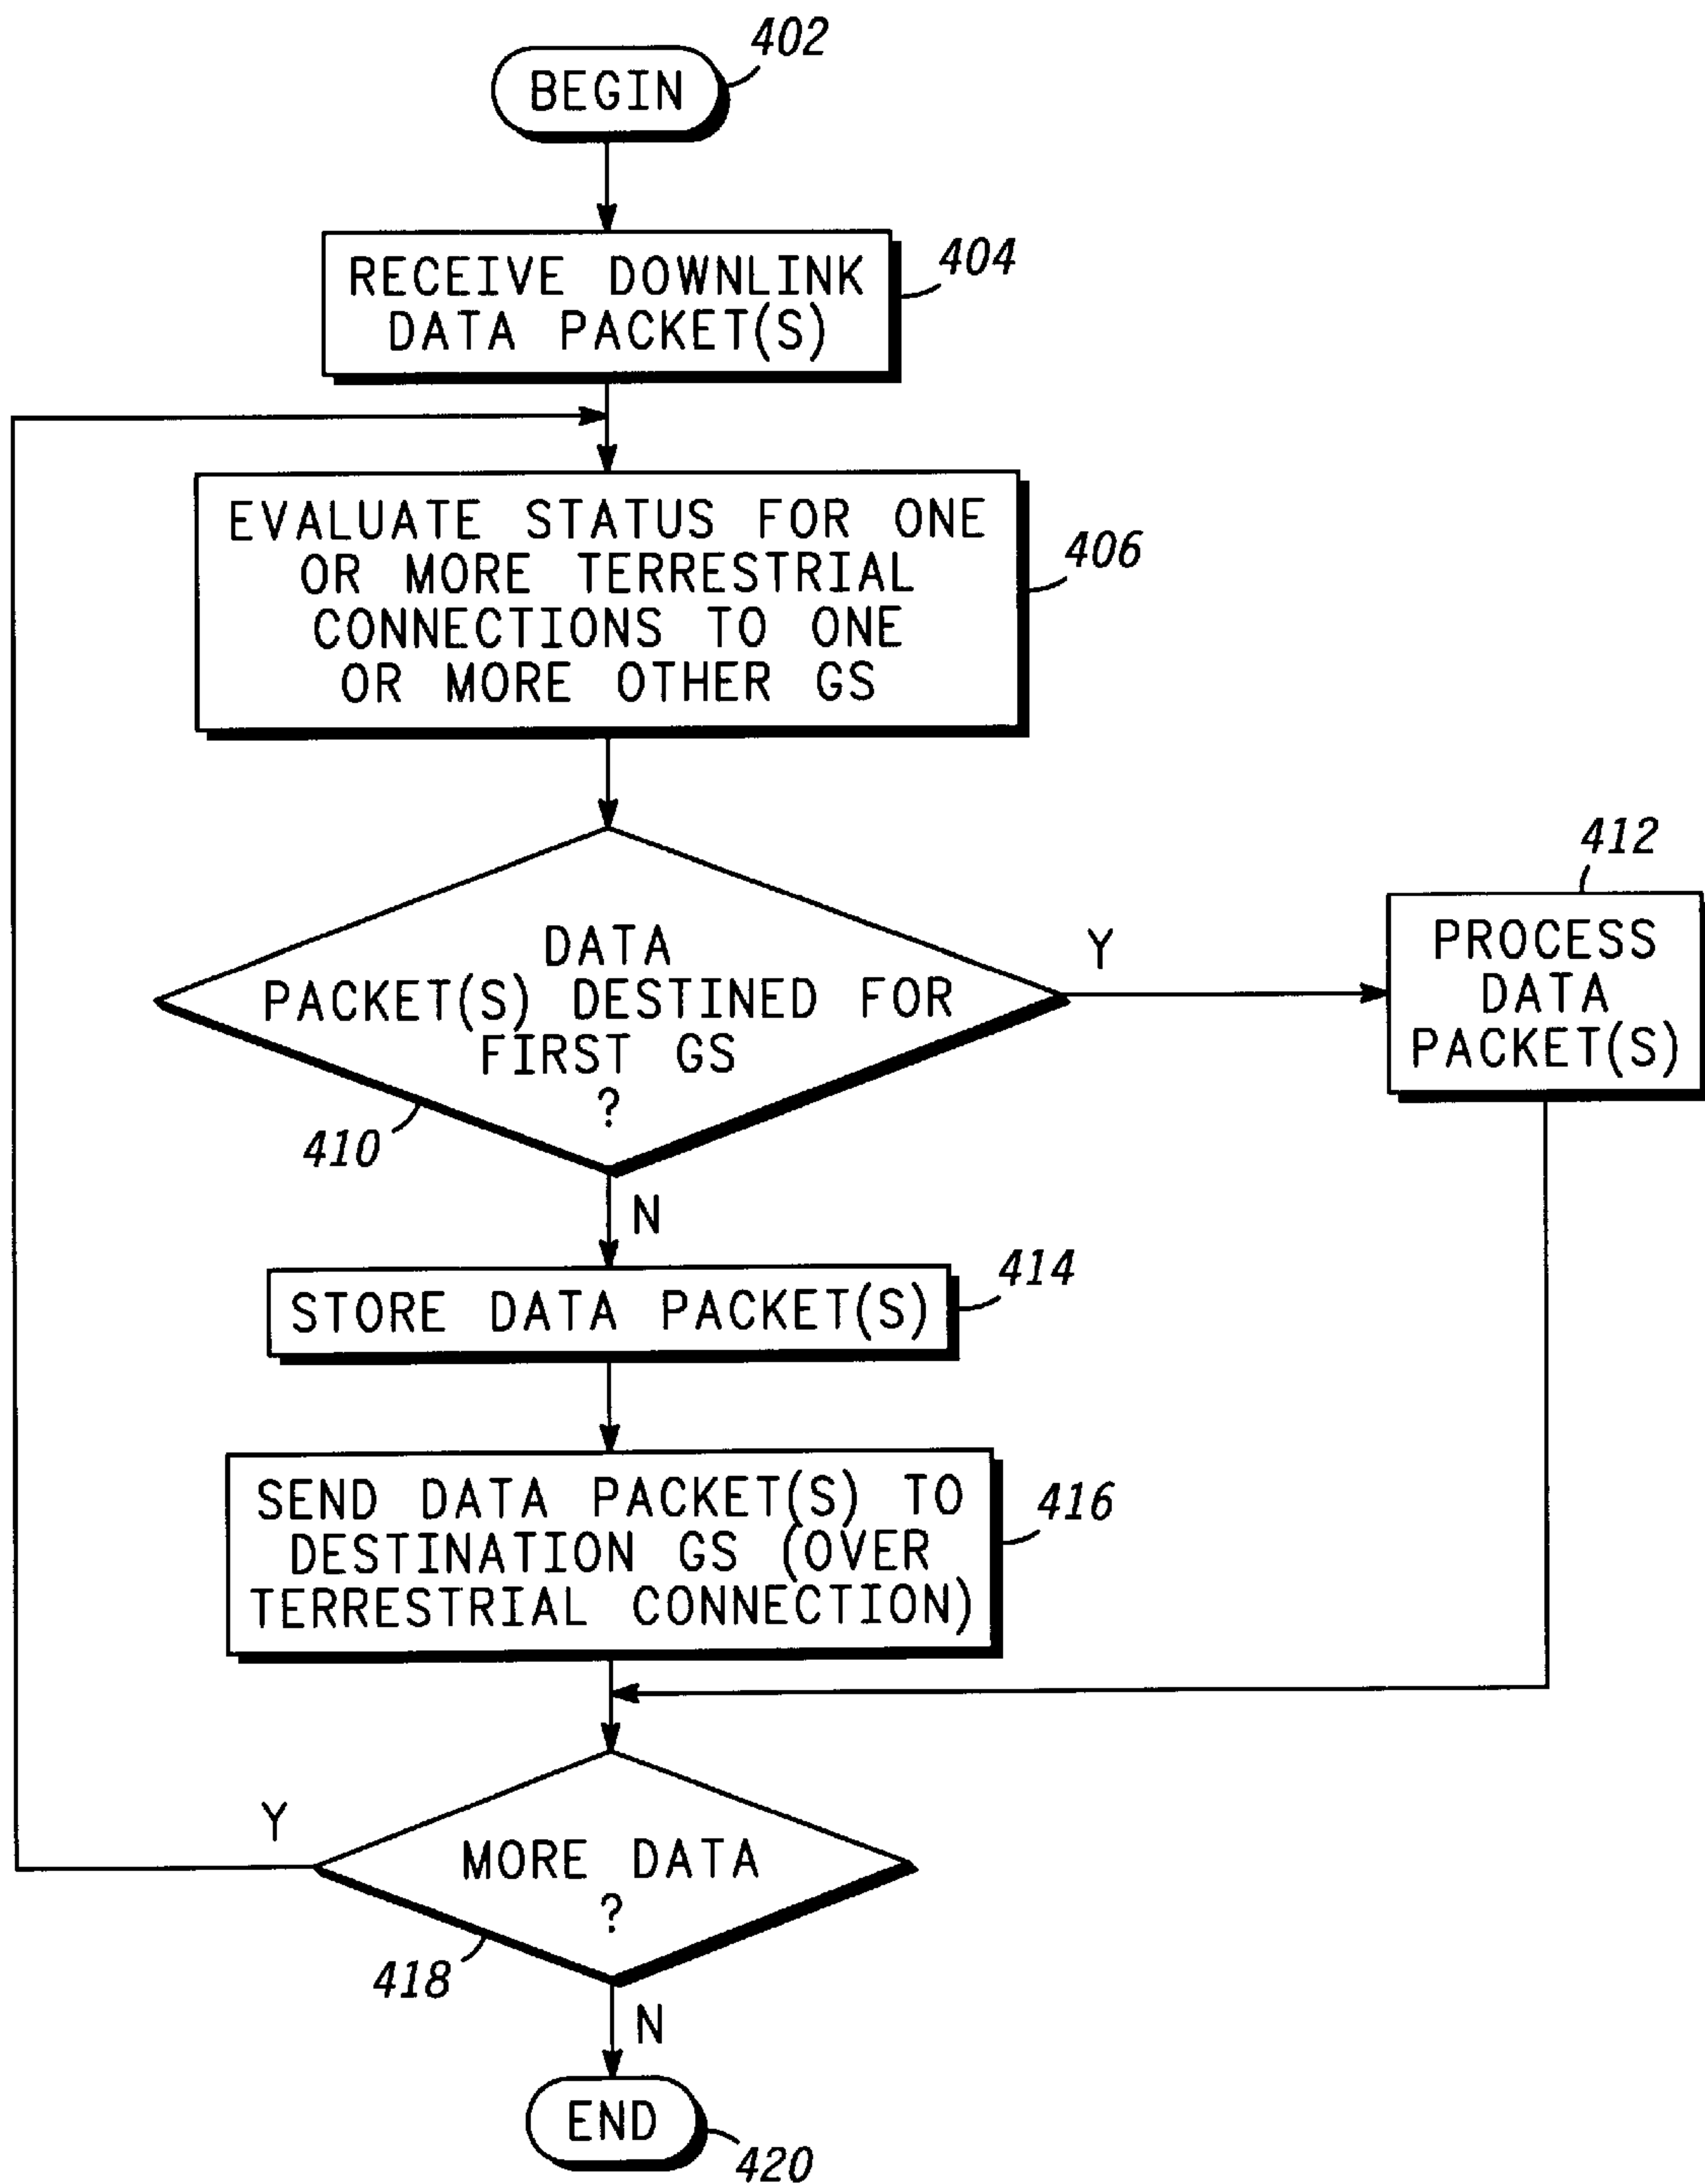 402
BEGIN
404
RECEIVE DOWNLINK
DATA PACKET(S)
EVALUATE STATUS FOR ONE
OR MORE TERRESTRIAL
CONNECTIONS TO ONE
OR MORE OTHER GS
406
412
DATA
PACKET(S) DESTINED FOR
FIRST GS
?
Y
PROCESS
DATA
PACKET(S)
410
N
414
STORE DATA PACKET(S)
SEND DATA PACKET(S) TO
DESTINATION GS (OVER
TERRESTRIAL CONNECTION)
416
Y
MORE DATA
?
418
N
END
420